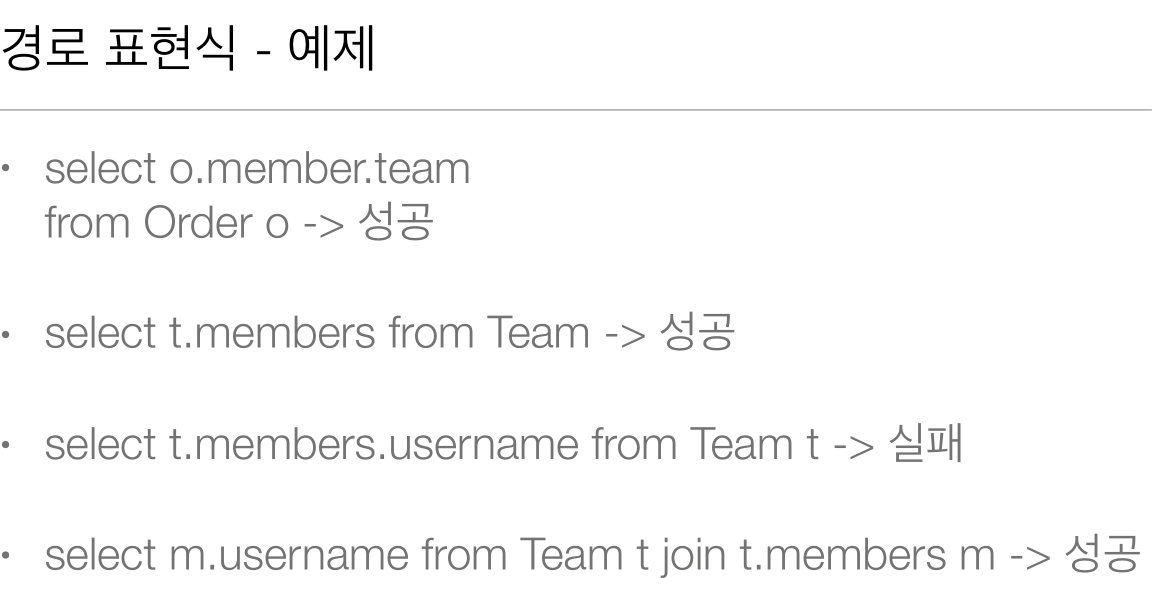 경로 표현식 - 예제
• select o.member.team
from Order o -> 성공
• select t.members from Team -> 성공
• select t.members.username from Team t -> 실패
• select m.username from Team t join t.members m -> 성공